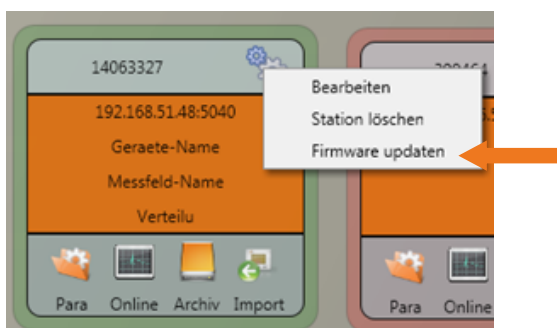 14063327
Bearbeiten
Station löschen
Firmware updaten
192.168.51.48:5040
Geraete-Name
Messfeld-Name
Verteilu
Para Online Archiv Import
Para Online